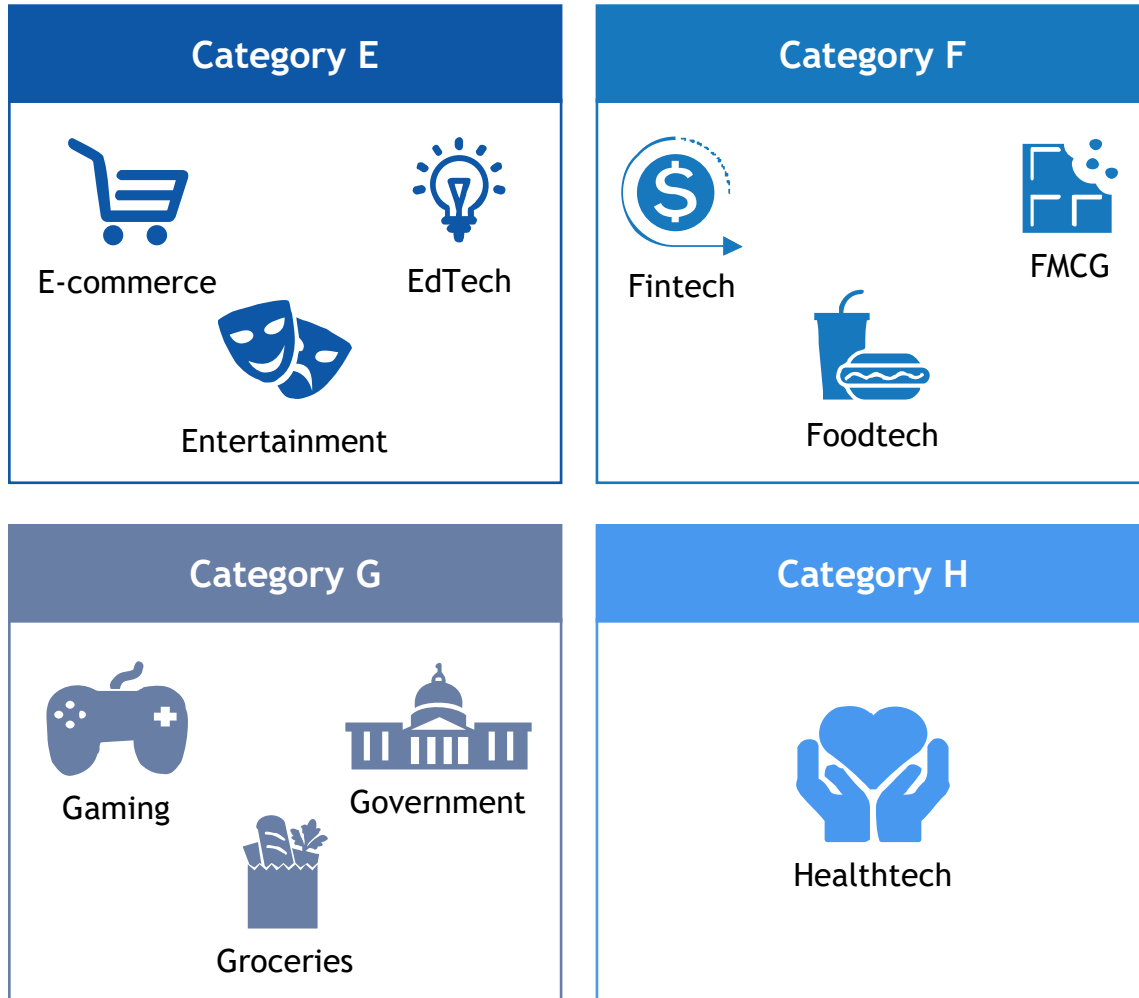 Category E
E-commerce
EdTech
Entertainment
Category F
Fintech
FMCG
Foodtech
Category G
Gaming
Government
Groceries
Category H
Healthtech